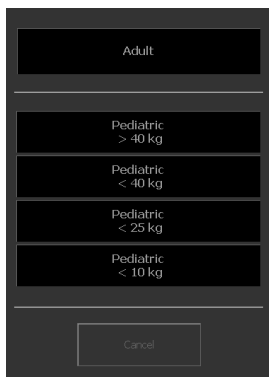 Adult
Pediatric
> 40 kg
Pediatric
< 40 kg
Pediatric
< 25 kg
Pediatric
< 10 kg
Cancel